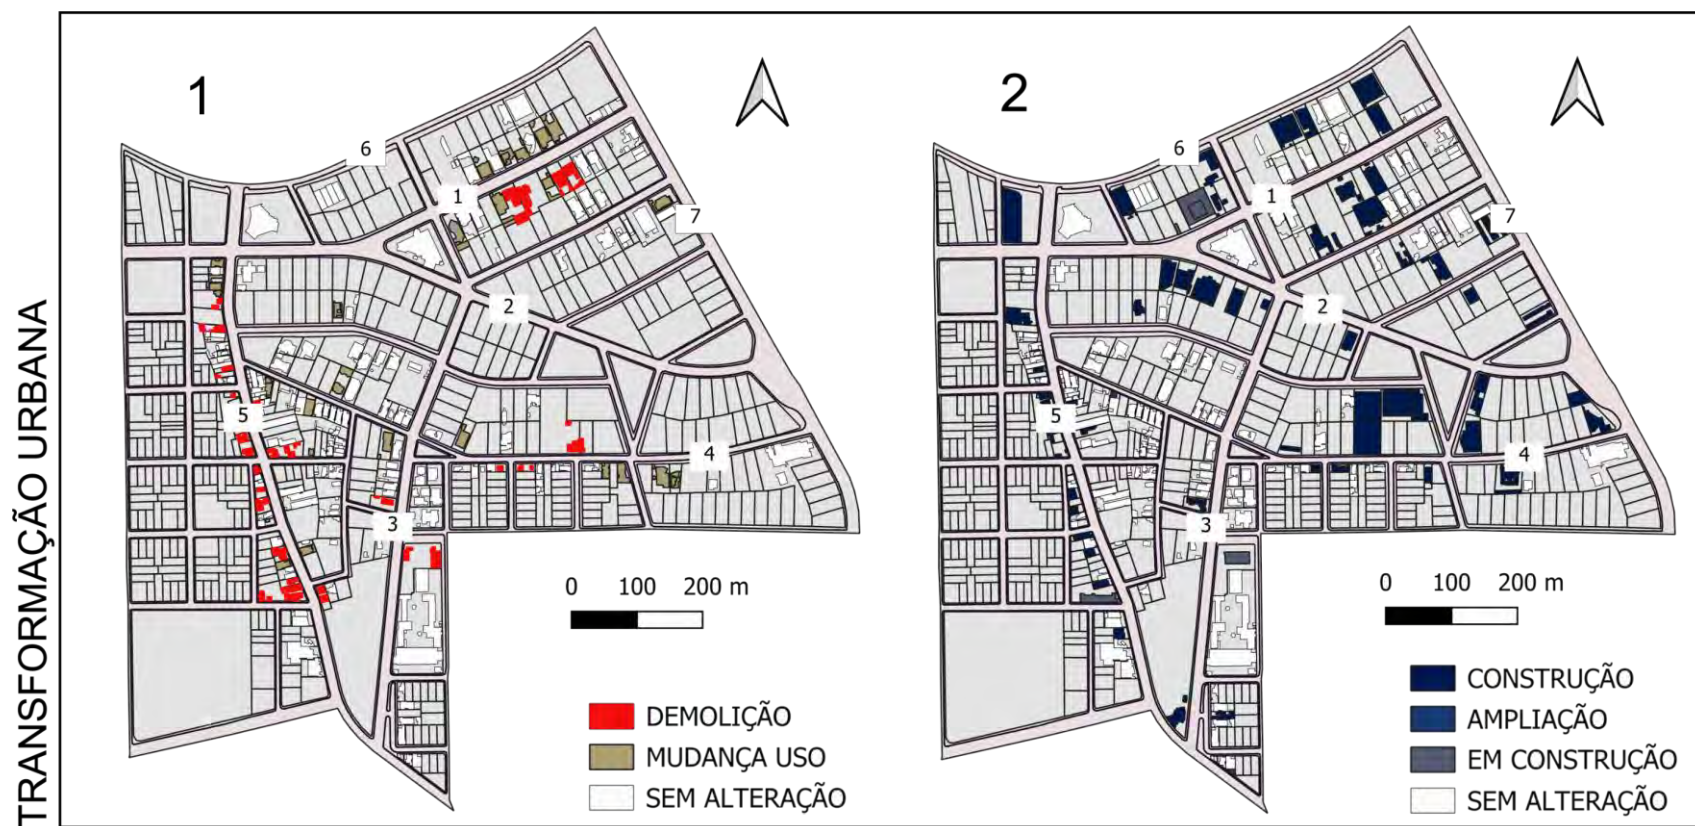 TRANSFORMAÇÃO URBANA
1
6
1
7
2
5
4
3
0 100 200 m
DEMOLIÇÃO
MUDANÇA USO
SEM ALTERAÇÃO
2
6
1
7
2
5
4
3
0 100 200 m
CONSTRUÇÃO
AMPLIAÇÃO
EM CONSTRUÇÃO
SEM ALTERAÇÃO